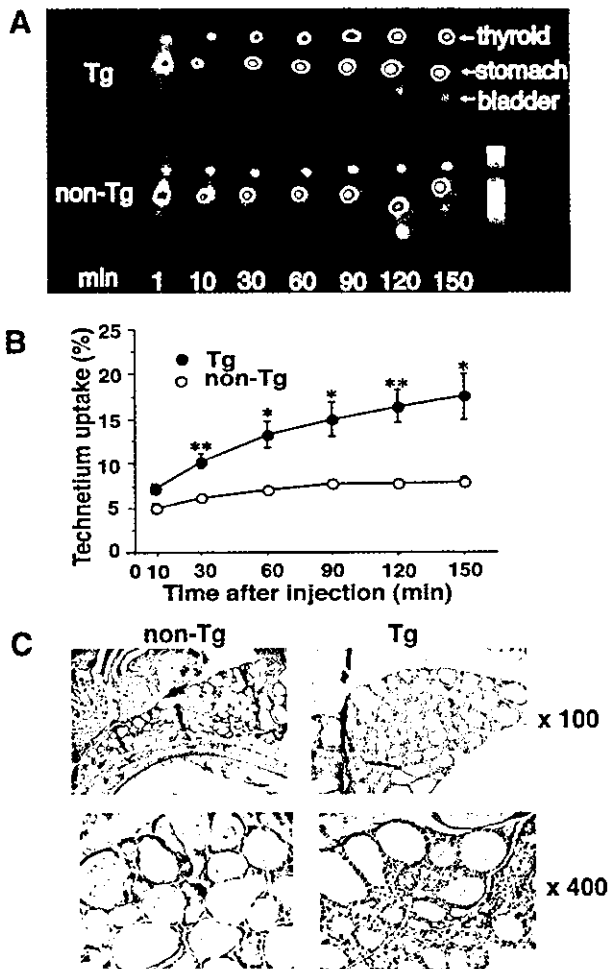 A
Tg
thyroid
stomach
bladder
non-Tg
min 1 10 30 60 90 120 150
B
Technetium uptake (%)
25
20
15
10
5
0
Tg
non-Tg
** * * ** *
0 10 30 60 90 120 150
Time after injection (min)
C
non-Tg Tg
x 100
x 400